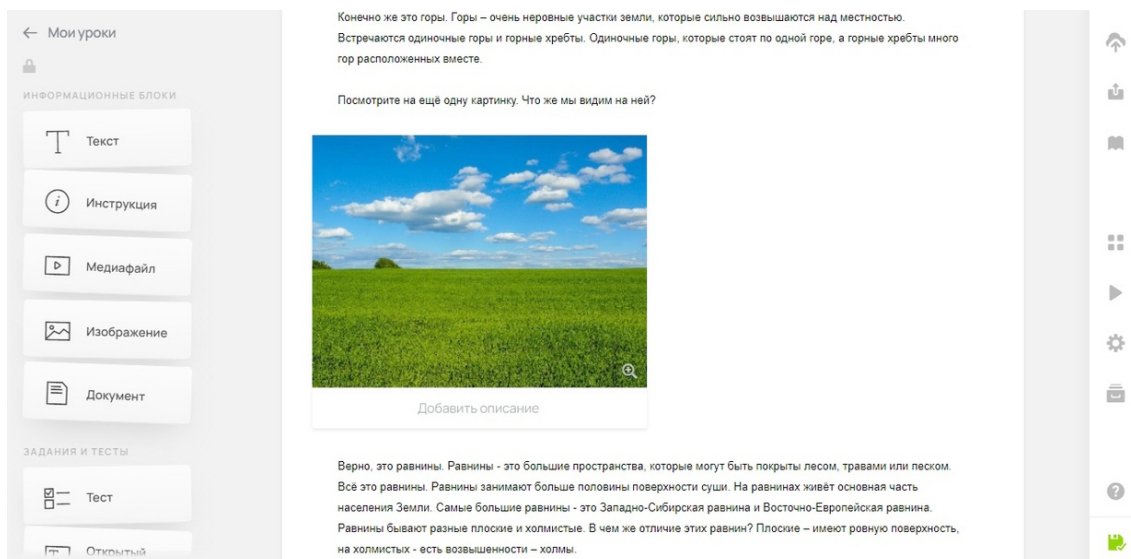 ← Мои уроки
ИНФОРМАЦИОННЫЕ БЛОКИ
Текст
Инструкция
Медиафайл
Изображение
Документ
ЗАДАНИЯ И ТЕСТЫ
Тест
Открытый
Конечно же это горы. Горы – очень неровные участки земли, которые сильно возвышаются над местностью.
Встречаются одиночные горы и горные хребты. Одиночные горы, которые стоят по одной горе, а горные хребты много
гор расположенных вместе.
Посмотрите на ещё одну картинку. Что же мы видим на ней?
Добавить описание
Верно, это равнины. Равнины - это большие пространства, которые могут быть покрыты лесом, травами или песком.
Всё это равнины. Равнины занимают больше половины поверхности суши. На равнинах живёт основная часть
населения Земли. Самые большие равнины - это Западно-Сибирская равнина и Восточно-Европейская равнина.
Равнины бывают разные плоские и холмистые. В чем же отличие этих равнин? Плоские – имеют ровную поверхность,
на холмистых - есть возвышенности – холмы.